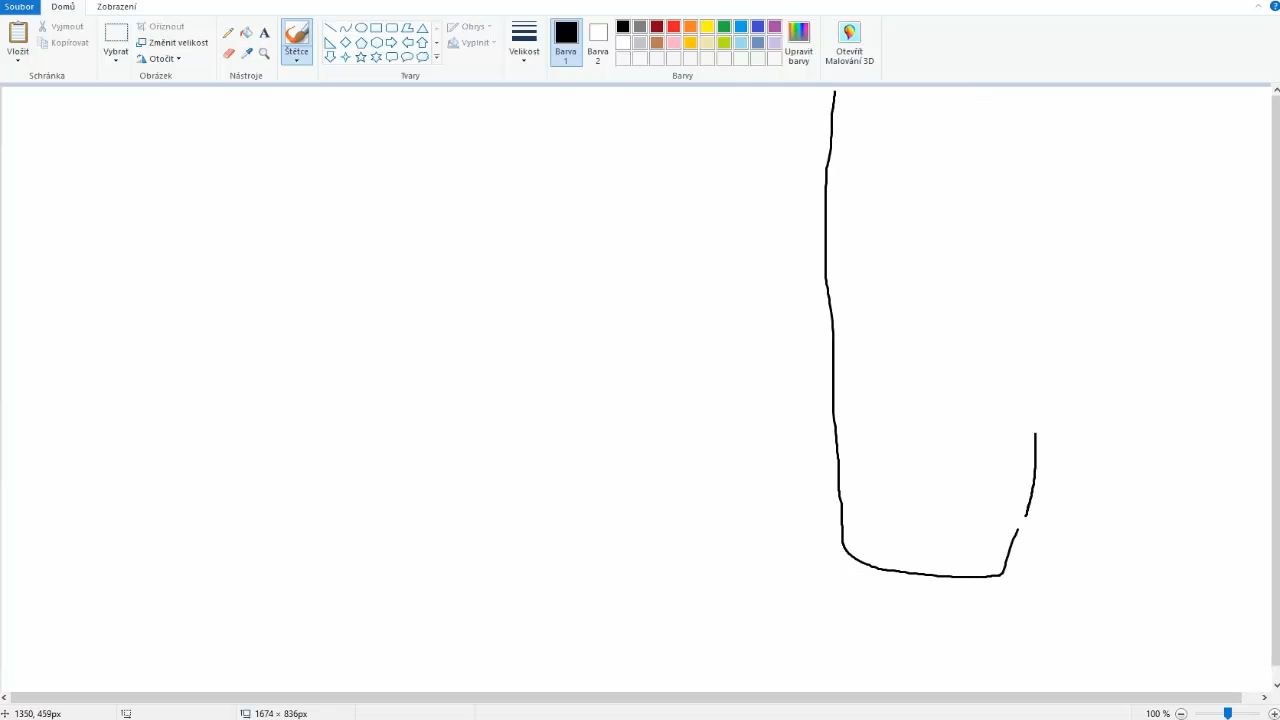 Soubor Domů Zobrazení
Vložit
Vyjmout
Kopírovat
Schránka
Vybrat
Oříznout
Změnit velikost
Otočit
Obrázek
A
Nástroje
Štětce
Obrys
Vyplnit
Tvary
Velikost
Barva
1
Barva
2
Upravit
barvy
Barvy
Otevřít
Malování 3D
1350, 459px
1674 × 836px
100 %